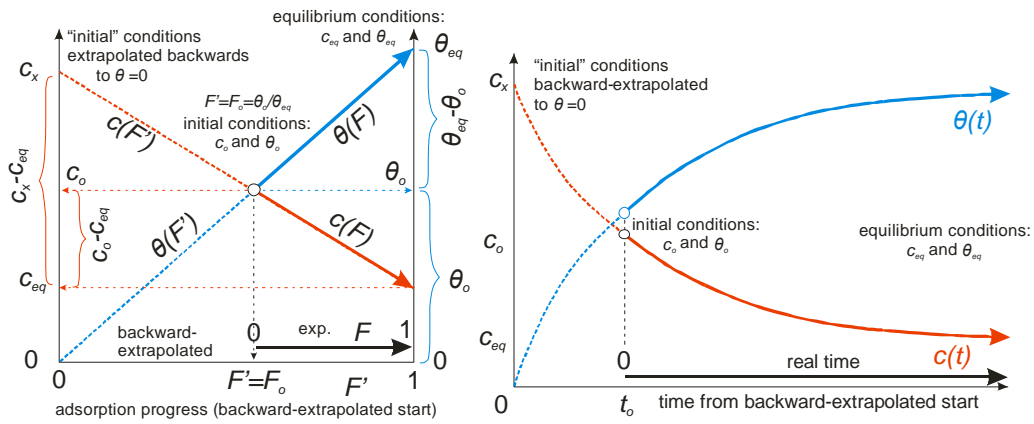 equilibrium conditions:
c_eq and θ_eq
"initial" conditions
extrapolated backwards
to θ=0
c_x
θ_eq
F'=F_o=θ_o/θ_eq
initial conditions:
c_o and θ_o
c(F')
θ(F)
θ_eq-θ_o
c_x-c_eq
c_o
θ_o
c_o-c_eq
θ(F')
c(F)
c_eq
θ_o
backward-
extrapolated
0
exp.
F
1
0
0
0
F'=F_o
F'
1
adsorption progress (backward-extrapolated start)
"initial" conditions
backward-extrapolated
to θ=0
c_x
θ(t)
initial conditions:
c_o and θ_o
equilibrium conditions:
c_eq and θ_eq
c_o
c_eq
c(t)
0
real time
0
t_o
time from backward-extrapolated start